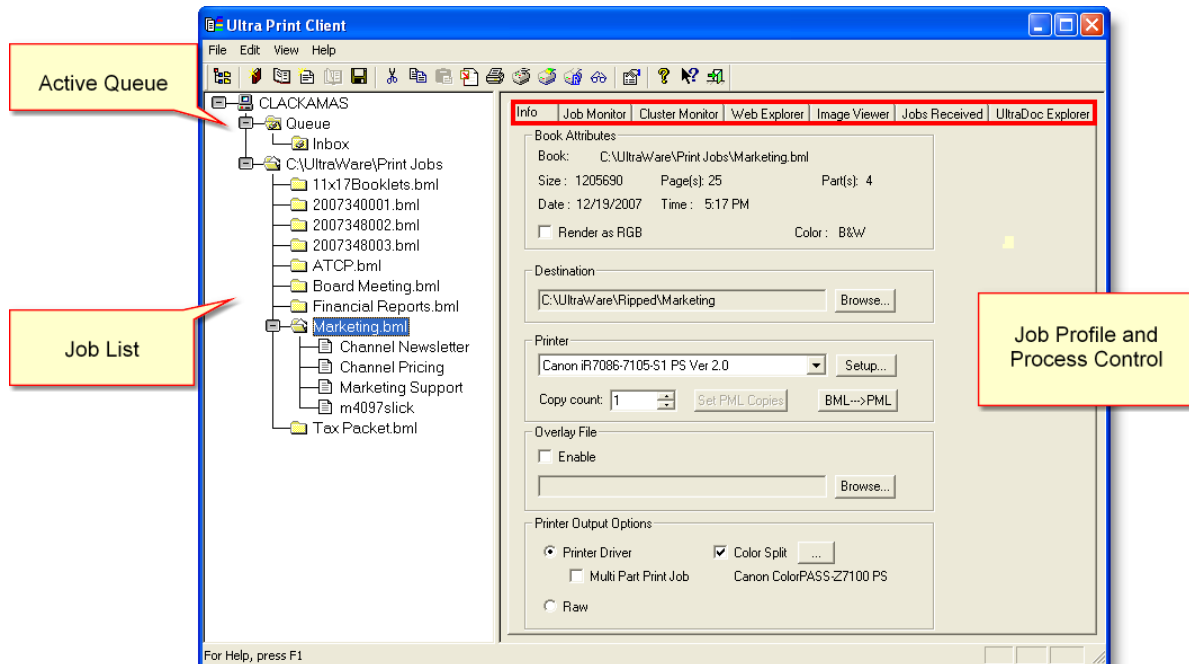 Ultra Print Client
File Edit View Help
Active Queue
Job List
Job Profile and
Process Control
CLACKAMAS
Queue
Inbox
C:\UltraWare\Print Jobs
11x17Booklets.bml
2007340001.bml
2007348002.bml
2007348003.bml
ATCP.bml
Board Meeting.bml
Financial Reports.bml
Marketing.bml
Channel Newsletter
Channel Pricing
Marketing Support
m4097slick
Tax Packet.bml
Info Job Monitor Cluster Monitor Web Explorer Image Viewer Jobs Received UltraDoc Explorer
Book Attributes
Book: C:\UltraWare\Print Jobs\Marketing.bml
Size : 1205690 Page(s): 25 Part(s): 4
Date : 12/19/2007 Time : 5:17 PM
Render as RGB Color : B&W
Destination
C:\UltraWare\Ripped\Marketing Browse...
Printer
Canon iR7086-7105-S1 PS Ver 2.0 Setup...
Copy count: 1 Set PML Copies BML--->PML
Overlay File
Enable
Browse...
Printer Output Options
Printer Driver Color Split ...
Multi Part Print Job Canon ColorPASS-Z7100 PS
Raw
For Help, press F1